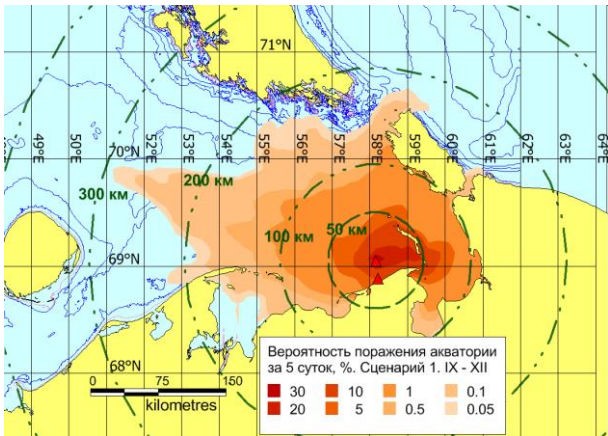 71°N
49°E 50°E 51°E 52°E 53°E 54°E 55°E 56°E 57°E 58°E 59°E 60°E 61°E 62°E 63°E 64°E
70°N
200 км
300 км
50 км
100 км
69°N
68°N
Вероятность поражения акватории
за 5 суток, %. Сценарий 1. IX - XII
30 10 1 0.1
20 5 0.5 0.05
0 75 150
kilometres